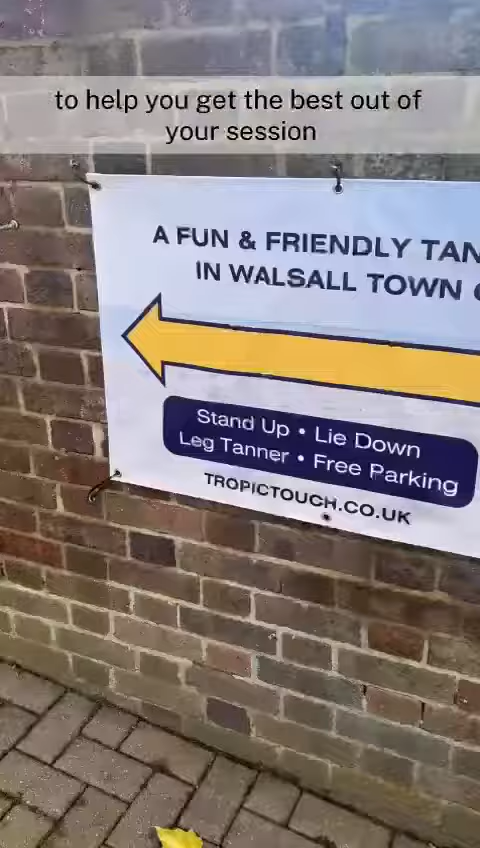 to help you get the best out of
your session
A FUN & FRIENDLY TAN
IN WALSALL TOWN
Stand Up • Lie Down
Leg Tanner • Free Parking
TROPICTOUCH.CO.UK